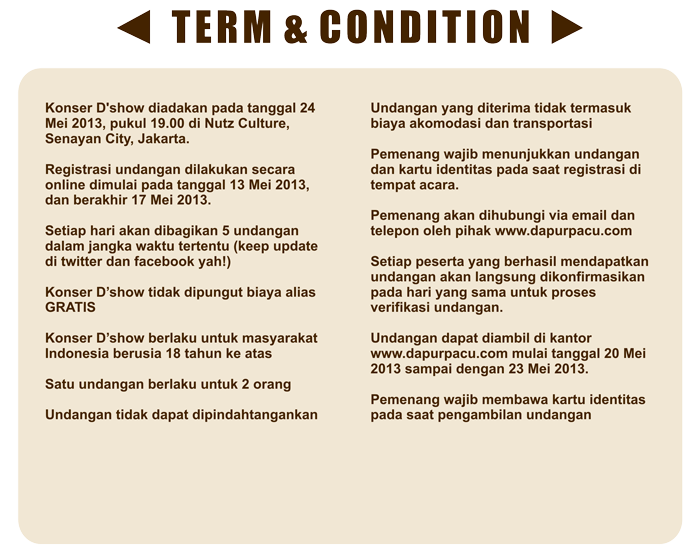 TERM & CONDITION
Konser D'show diadakan pada tanggal 24
Mei 2013, pukul 19.00 di Nutz Culture,
Senayan City, Jakarta.
Registrasi undangan dilakukan secara
online dimulai pada tanggal 13 Mei 2013,
dan berakhir 17 Mei 2013.
Setiap hari akan dibagikan 5 undangan
dalam jangka waktu tertentu (keep update
di twitter dan facebook yah!)
Konser D’show tidak dipungut biaya alias
GRATIS
Konser D’show berlaku untuk masyarakat
Indonesia berusia 18 tahun ke atas
Satu undangan berlaku untuk 2 orang
Undangan tidak dapat dipindahtangankan
Undangan yang diterima tidak termasuk
biaya akomodasi dan transportasi
Pemenang wajib menunjukkan undangan
dan kartu identitas pada saat registrasi di
tempat acara.
Pemenang akan dihubungi via email dan
telepon oleh pihak www.dapurpacu.com
Setiap peserta yang berhasil mendapatkan
undangan akan langsung dikonfirmasikan
pada hari yang sama untuk proses
verifikasi undangan.
Undangan dapat diambil di kantor
www.dapurpacu.com mulai tanggal 20 Mei
2013 sampai dengan 23 Mei 2013.
Pemenang wajib membawa kartu identitas
pada saat pengambilan undangan